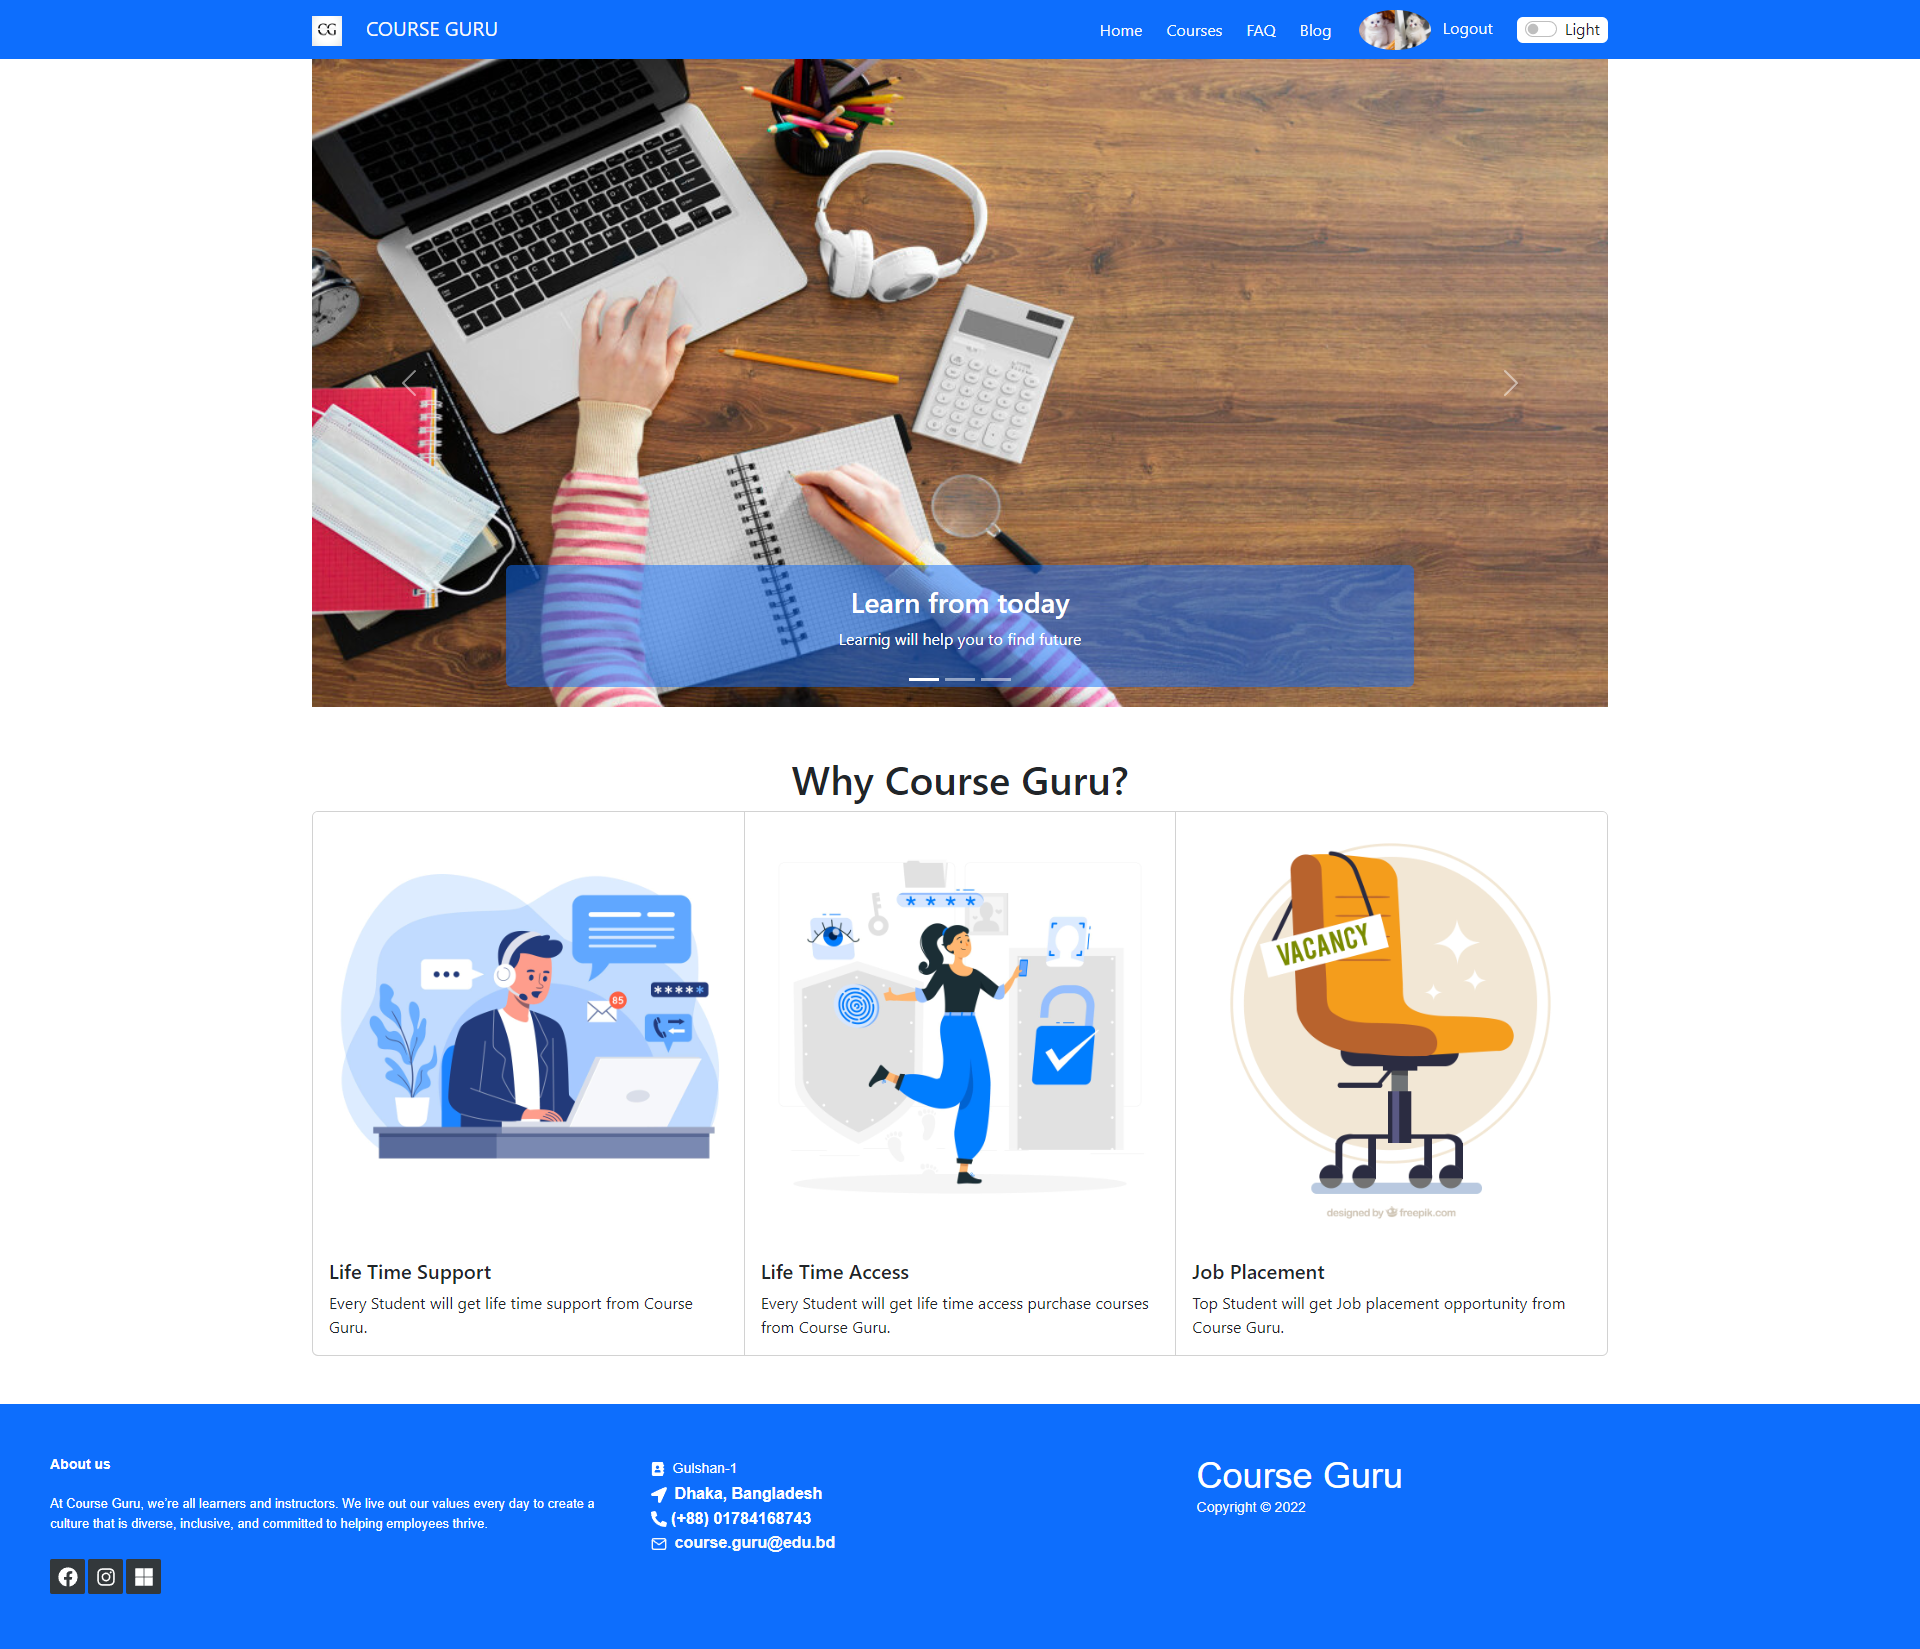 CG
COURSE GURU
Home
Courses
FAQ
Blog
Logout
Light
Learn from today
Learnig will help you to find future
Why Course Guru?
85
* * * * *
* * * *
VACANCY
designed by freepik.com
Life Time Support
Every Student will get life time support from Course
Guru.
Life Time Access
Every Student will get life time access purchase courses
from Course Guru.
Job Placement
Top Student will get Job placement opportunity from
Course Guru.
About us
At Course Guru, we're all learners and instructors. We live out our values every day to create a
culture that is diverse, inclusive, and committed to helping employees thrive.
Gulshan-1
Dhaka, Bangladesh
(+88) 01784168743
course.guru@edu.bd
Course Guru
Copyright © 2022